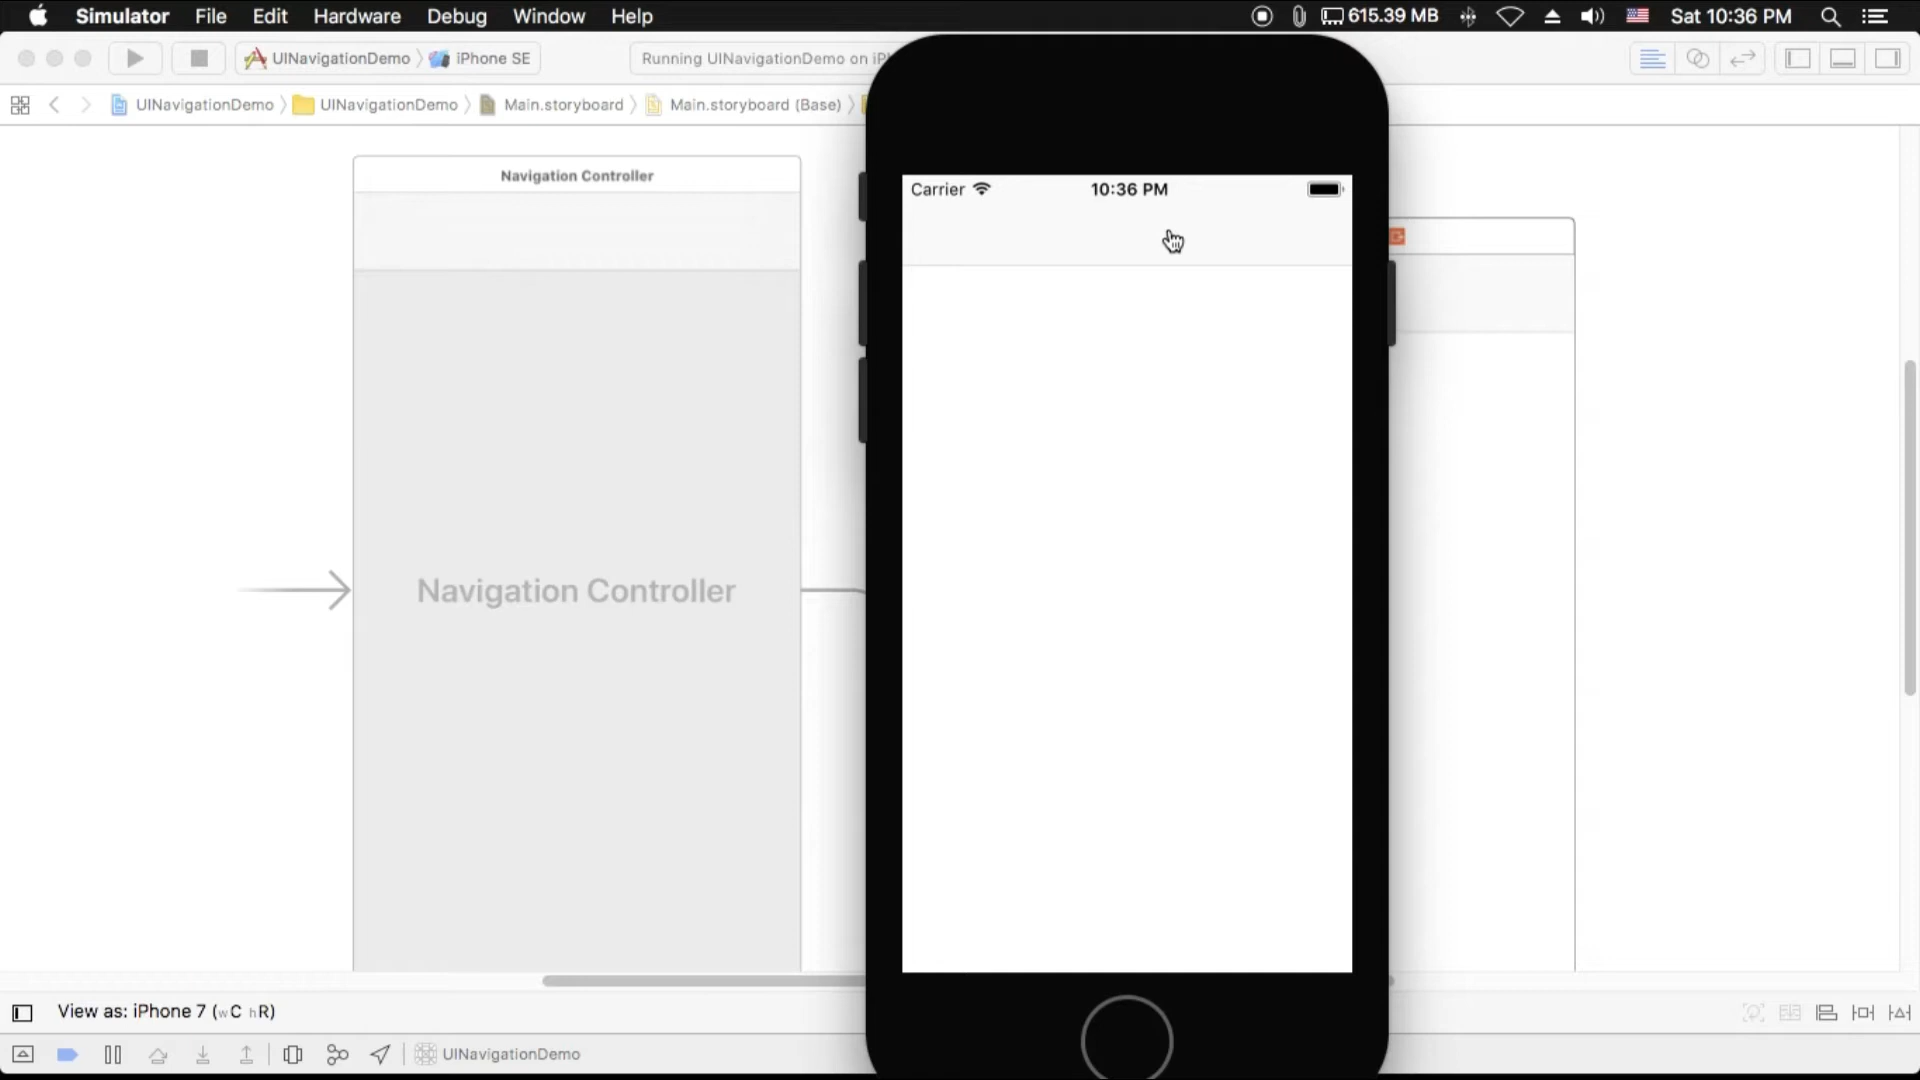 Simulator File Edit Hardware Debug Window Help 615.39 MB Sat 10:36 PM
UINavigationDemo iPhone SE Running UINavigationDemo on
UINavigationDemo UINavigationDemo Main.storyboard Main.storyboard (Base)
Navigation Controller
Carrier 10:36 PM
Navigation Controller
View as: iPhone 7 (wC hR)
UINavigationDemo